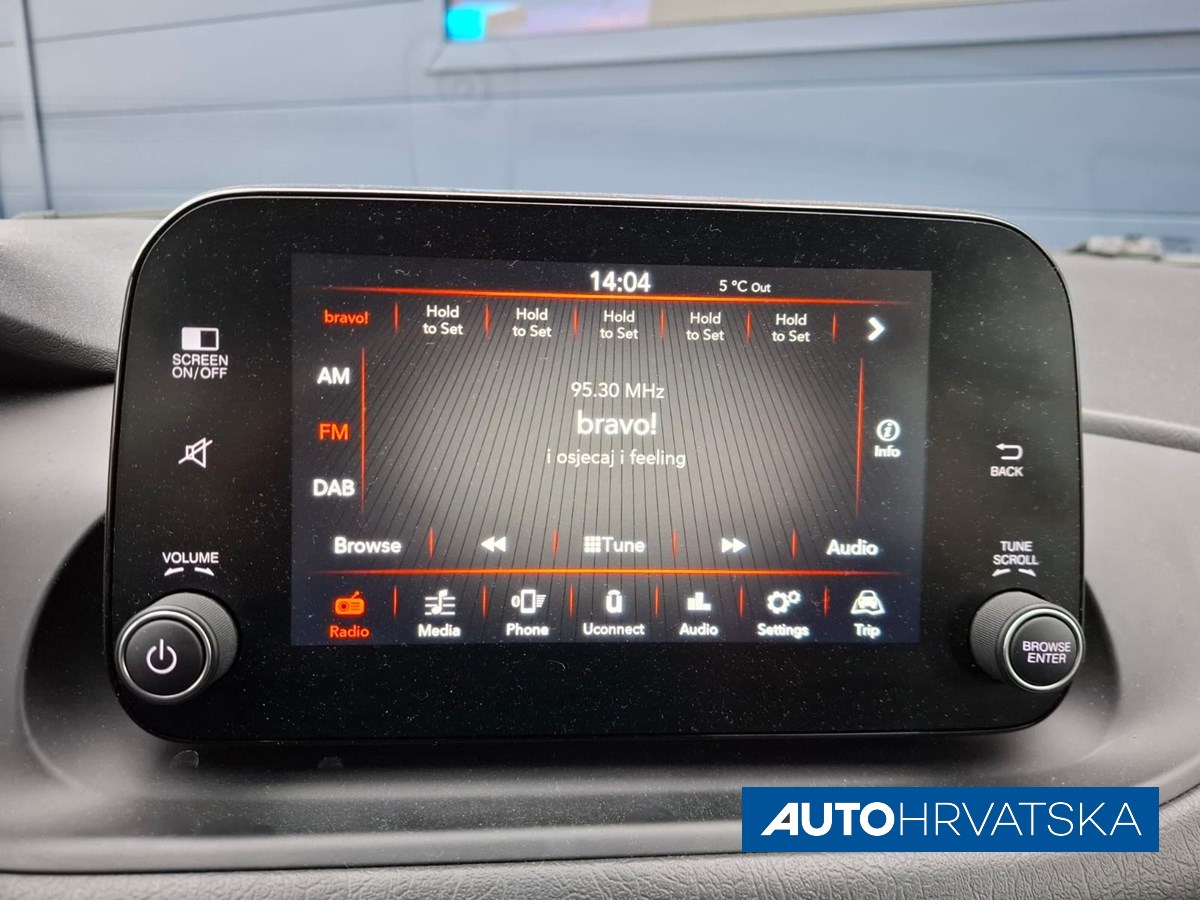 14:04 5 °C Out
bravo! Hold to Set Hold to Set Hold to Set Hold to Set Hold to Set
SCREEN
ON/OFF
AM
FM
DAB
95.30 MHz
bravo!
i osjecaj i feeling
Info
BACK
Browse Tune Audio
VOLUME
TUNE
SCROLL
Radio Media Phone Uconnect Audio Settings Trip
BROWSE
ENTER
AUTOHRVATSKA